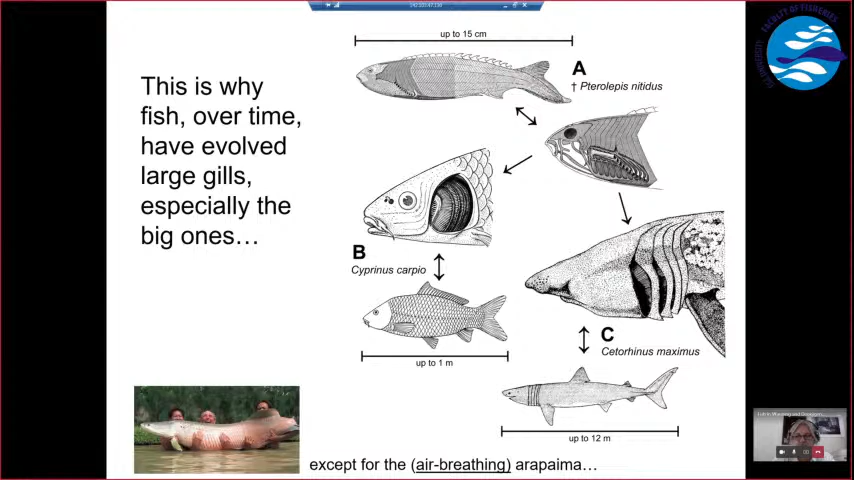 up to 15 cm
A
† Pterolepis nitidus
This is why
fish, over time,
have evolved
large gills,
especially the
big ones…
B
Cyprinus carpio
up to 1 m
C
Cetorhinus maximus
up to 12 m
except for the (air-breathing) arapaima…
FACULTY OF FISHERIES
EGE UNIVERSITY